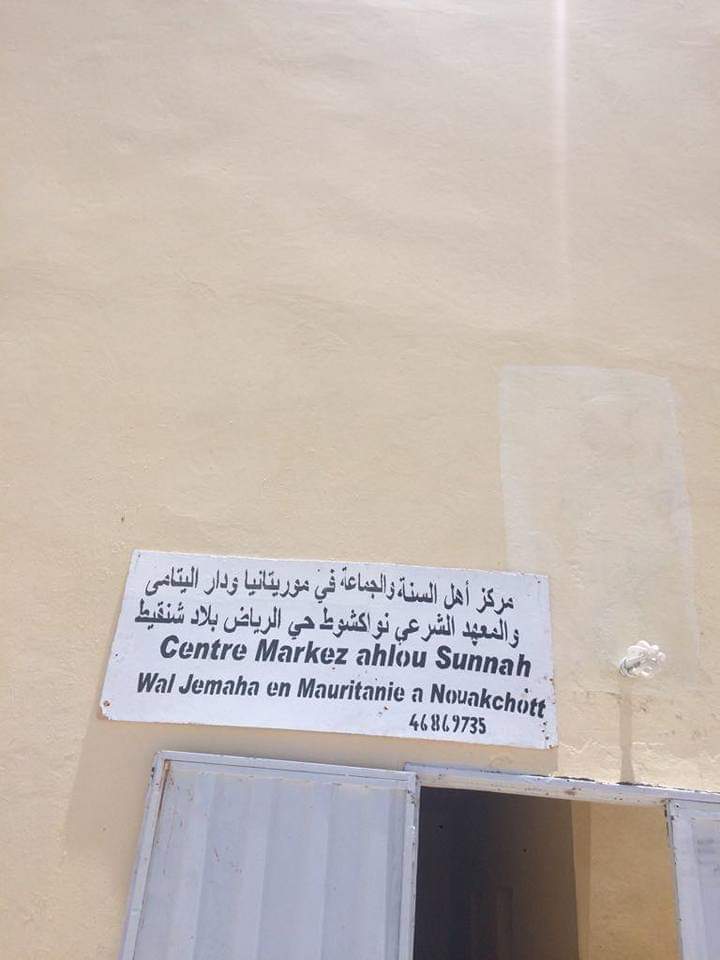 مركز أهل السنة والجماعة في موريتانيا ودار اليتامى
والمعهد الشرعي نواكشوط حي الرياض بلاد شنقيط
Centre Markez ahlou Sunnah
Wal Jemaha en Mauritanie a Nouakchott
46869735